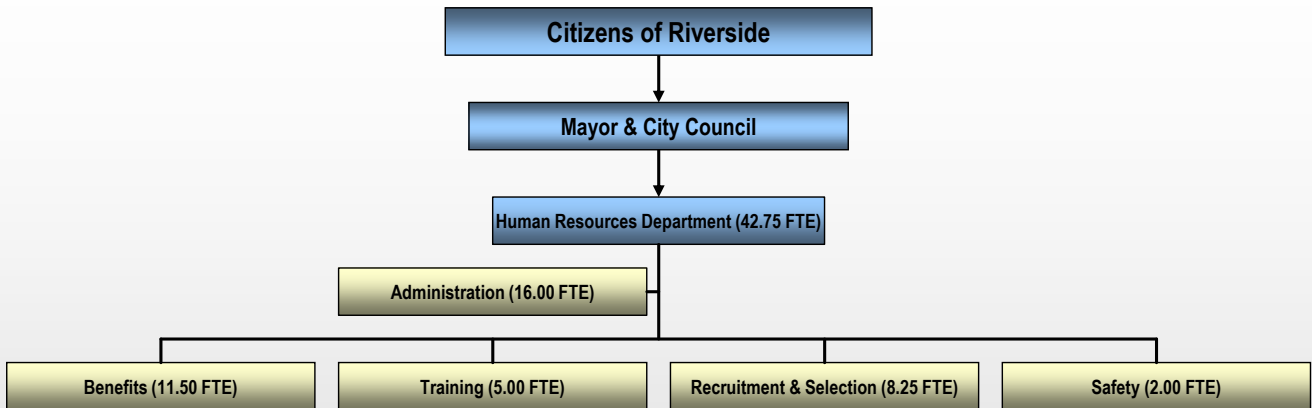 Citizens of Riverside
Mayor & City Council
Human Resources Department (42.75 FTE)
Administration (16.00 FTE)
Benefits (11.50 FTE)
Training (5.00 FTE)
Recruitment & Selection (8.25 FTE)
Safety (2.00 FTE)